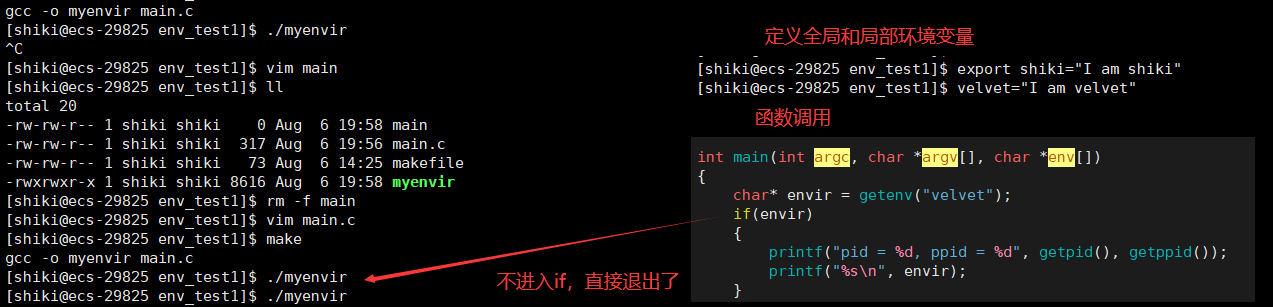 gcc -o myenvir main.c
[shiki@ecs-29825 env_test1]$ ./myenvir
^C
[shiki@ecs-29825 env_test1]$ vim main
[shiki@ecs-29825 env_test1]$ ll
total 20
-rw-rw-r-- 1 shiki shiki    0 Aug  6 19:58 main
-rw-rw-r-- 1 shiki shiki  317 Aug  6 19:56 main.c
-rw-rw-r-- 1 shiki shiki   73 Aug  6 14:25 makefile
-rwxrwxr-x 1 shiki shiki 8616 Aug  6 19:58 myenvir
[shiki@ecs-29825 env_test1]$ rm -f main
[shiki@ecs-29825 env_test1]$ vim main.c
[shiki@ecs-29825 env_test1]$ make
gcc -o myenvir main.c
[shiki@ecs-29825 env_test1]$ ./myenvir
[shiki@ecs-29825 env_test1]$ ./myenvir
不进入if，直接退出了
定义全局和局部环境变量
[shiki@ecs-29825 env_test1]$ export shiki="I am shiki"
[shiki@ecs-29825 env_test1]$ velvet="I am velvet"
函数调用
int main(int argc, char *argv[], char *env[])
{
    char* envir = getenv("velvet");
    if(envir)
    {
        printf("pid = %d, ppid = %d", getpid(), getppid());
        printf("%s\n", envir);
    }